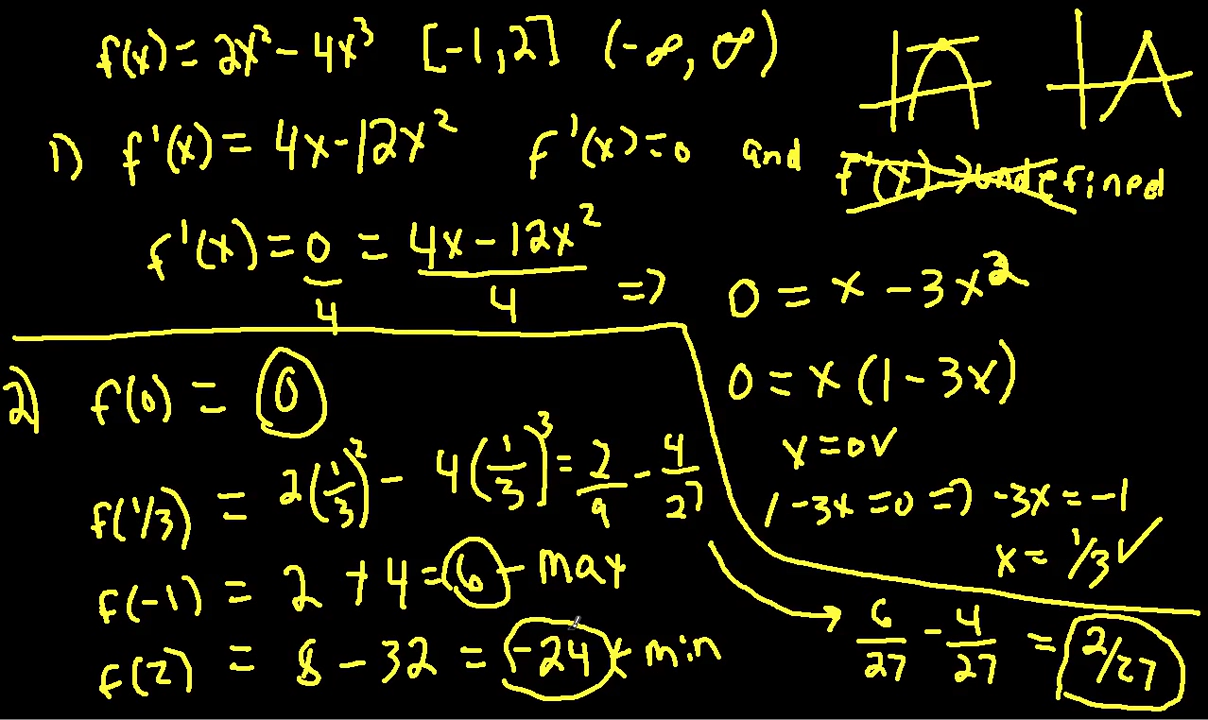 f(x) = 2x² - 4x³ [-1,2] (-∞, ∞)
1) f'(x) = 4x - 12x² f'(x) = 0 and f'(x) undefined
f'(x) = 0/4 = (4x - 12x²)/4 =>
0 = x - 3x²
0 = x(1 - 3x)
x = 0 ✓
1 - 3x = 0 => -3x = -1
x = 1/3 ✓
2) f(0) = 0
f(1/3) = 2(1/3)² - 4(1/3)³ = 2/9 - 4/27
6/27 - 4/27 = 2/27
f(-1) = 2 + 4 = 6 - max
f(2) = 8 - 32 = -24 ← min